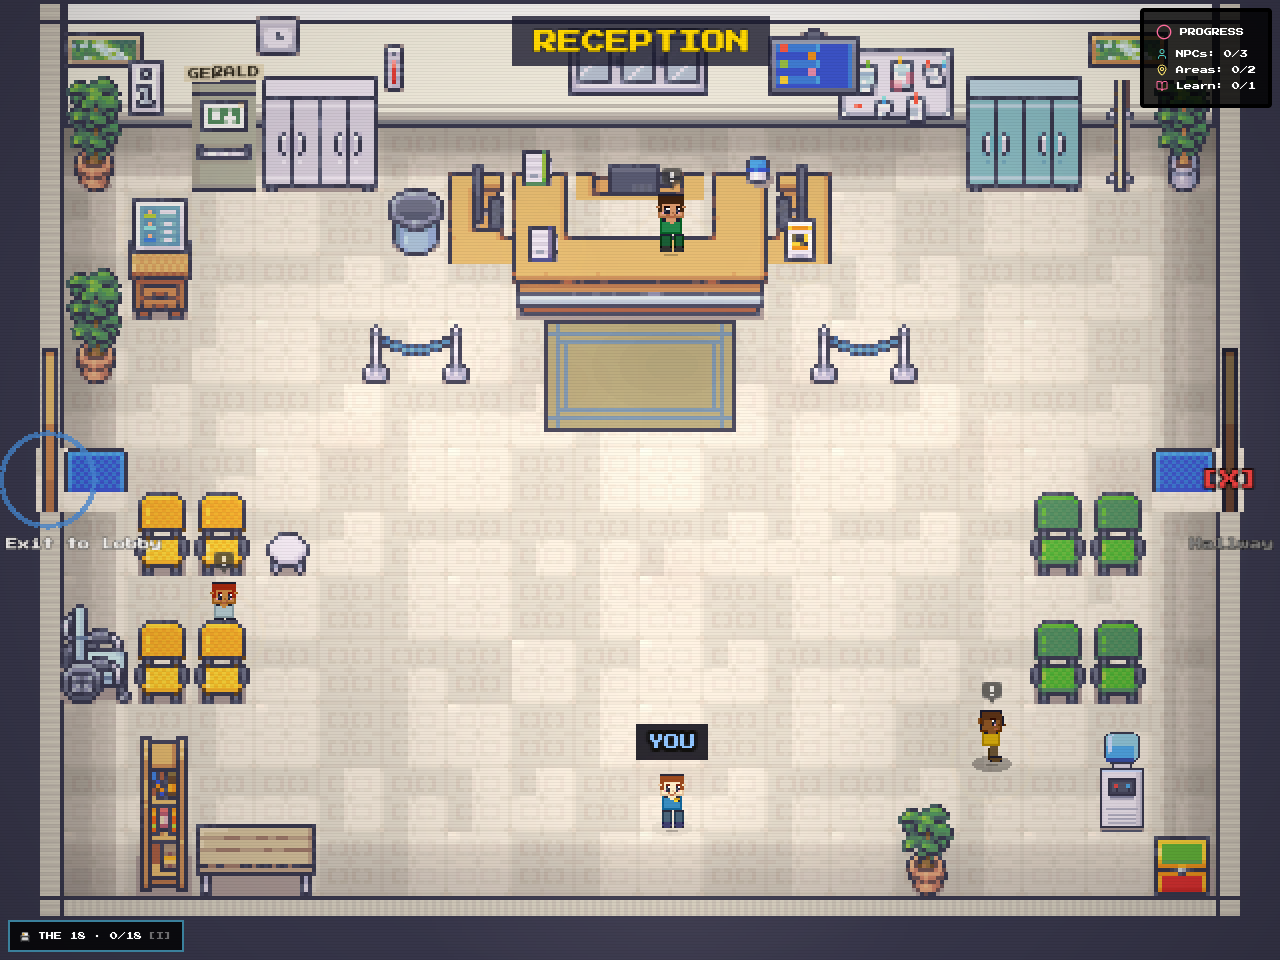 RECEPTION
PROGRESS
NPCs: 0/3
Areas: 0/2
Learn: 0/1
GERALD
!
[X]
Exit to Lobby
Hallway
!
!
YOU
THE 18 · 0/18 [I]